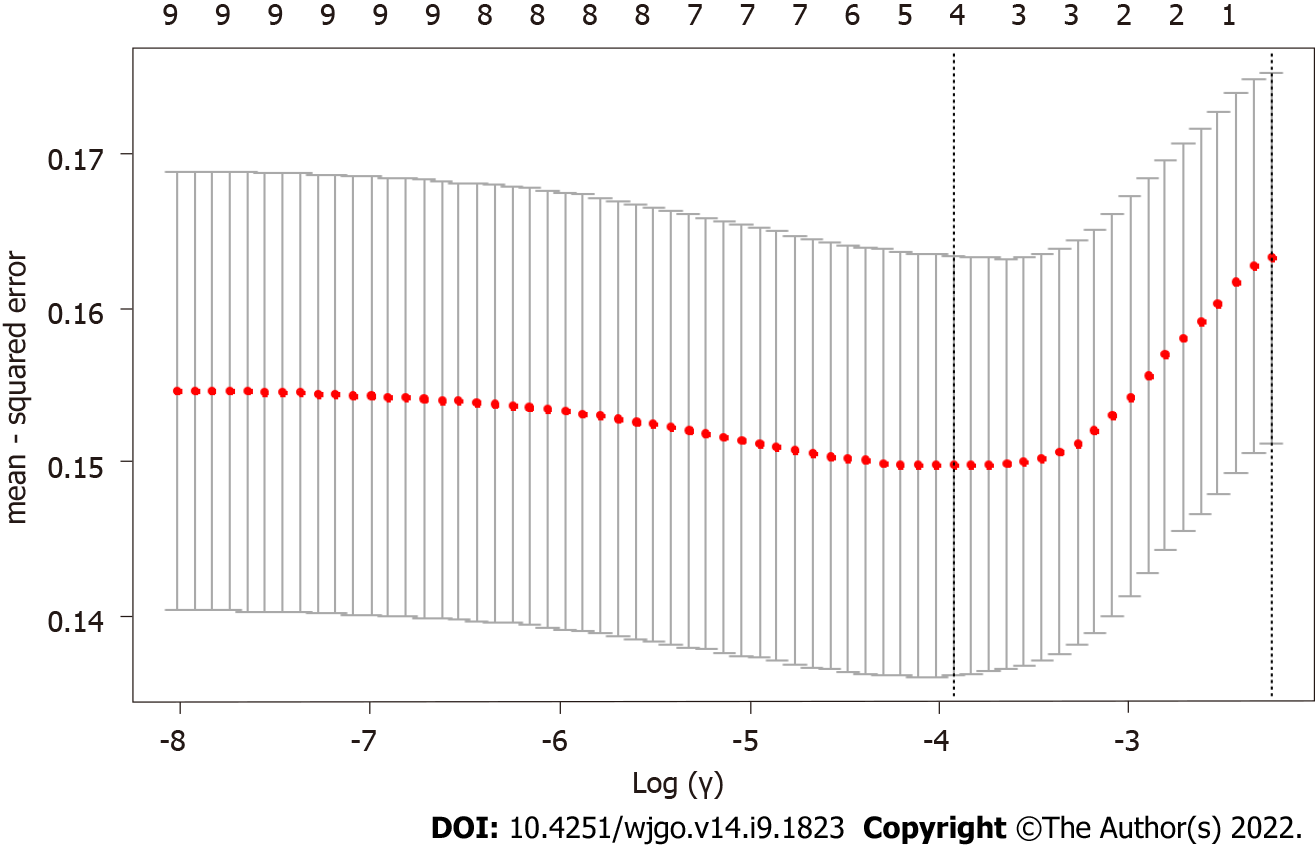 9 9 9 9 9 9 8 8 8 8 7 7 7 6 5 4 3 3 2 2 1
0.17
0.16
0.15
0.14
mean - squared error
-8 -7 -6 -5 -4 -3
Log (γ)
DOI: 10.4251/wjgo.v14.i9.1823 Copyright ©The Author(s) 2022.